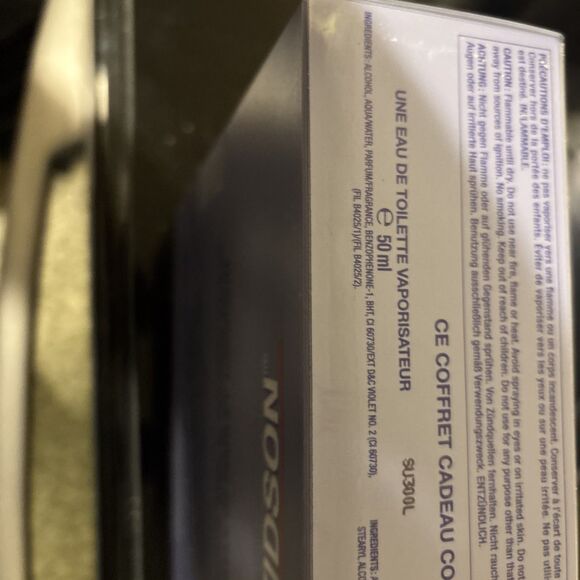 PRÉCAUTIONS D'EMPLOI : ne pas vaporiser vers une flamme ou un corps incandescent. Conserver à l'écart de toute
Conserver hors de la portée des enfants. Éviter de vaporiser vers les yeux ou sur une peau irritée. Ne pas utili
est destiné. INFLAMMABLE.
CAUTION : Flammable until dry. Do not use near fire, flame or heat. Avoid spraying in eyes or on irritated skin. Do not
away from sources of ignition. No smoking. Keep out of reach of children. Do not use for any purpose other than that
ACHTUNG : Nicht gegen Flamme oder auf glühenden Gegenstand sprühen. Von Zündquellen fernhalten. Nicht rauch
Augen oder auf irritierte Haut sprühen. Benutzung ausschließlich gemäß Verwendungszweck. ENTZÜNDLICH.
CE COFFRET CADEAU CO
UNE EAU DE TOILETTE VAPORISATEUR SU300L
e 50 ml
INGREDIENTS : ALCOHOL, AQUA/WATER, PARFUM/FRAGRANCE, BENZOPHENONE-1, BHT, CI 60730/EXT D&C VIOLET NO. 2 (CI 60730),
(FIL B4025/1)/(FIL B4025/2).
INGREDIENTS :
STEARYL ALCO